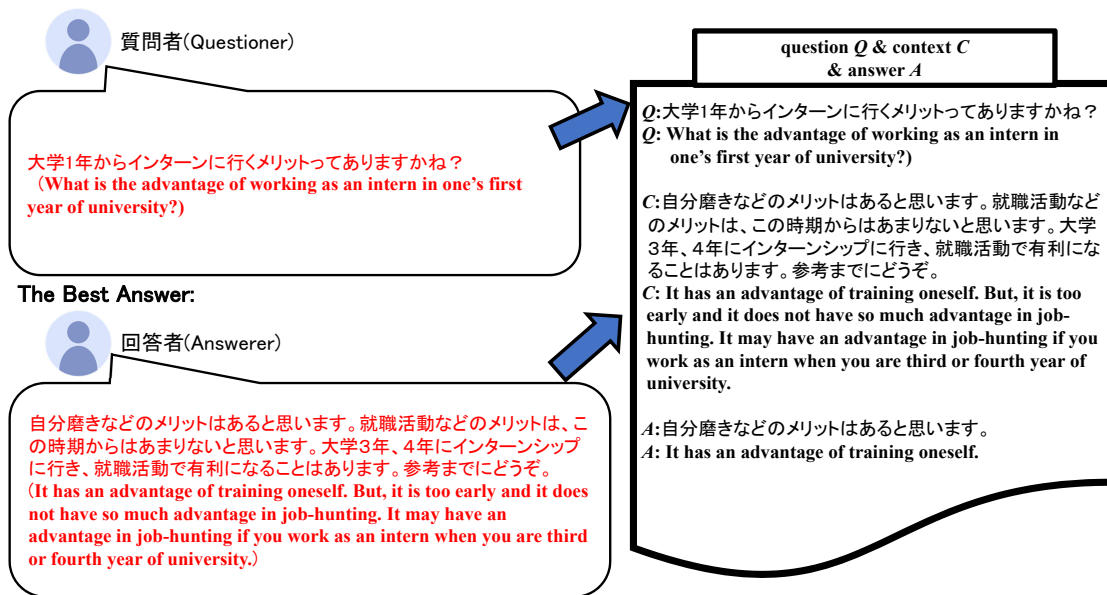 質問者(Questioner)
大学1年からインターンに行くメリットってありますかね？
（What is the advantage of working as an intern in one's first
year of university?)
The Best Answer:
回答者(Answerer)
自分磨きなどのメリットはあると思います。就職活動などのメリットは、こ
の時期からはあまりないと思います。大学３年、４年にインターンシップ
に行き、就職活動で有利になることはあります。参考までにどうぞ。
（It has an advantage of training oneself. But, it is too early and it does
not have so much advantage in job-hunting. It may have an
advantage in job-hunting if you work as an intern when you are third
or fourth year of university.）
question Q & context C
& answer A
Q:大学1年からインターンに行くメリットってありますかね？
Q: What is the advantage of working as an intern in
one's first year of university?)
C:自分磨きなどのメリットはあると思います。就職活動など
のメリットは、この時期からはあまりないと思います。大学
３年、４年にインターンシップに行き、就職活動で有利にな
ることはあります。参考までにどうぞ。
C: It has an advantage of training oneself. But, it is too
early and it does not have so much advantage in job-
hunting. It may have an advantage in job-hunting if you
work as an intern when you are third or fourth year of
university.
A:自分磨きなどのメリットはあると思います。
A: It has an advantage of training oneself.